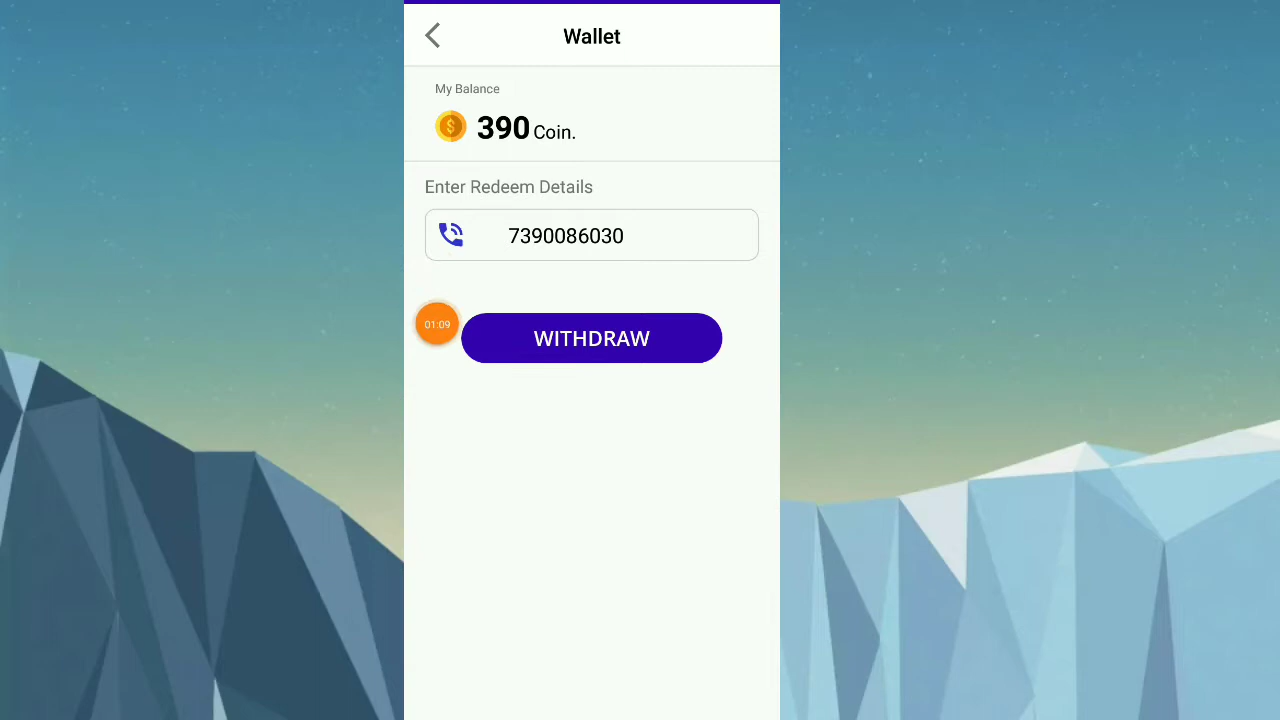 Wallet
My Balance
$ 390 Coin.
Enter Redeem Details
7390086030
01:09
WITHDRAW